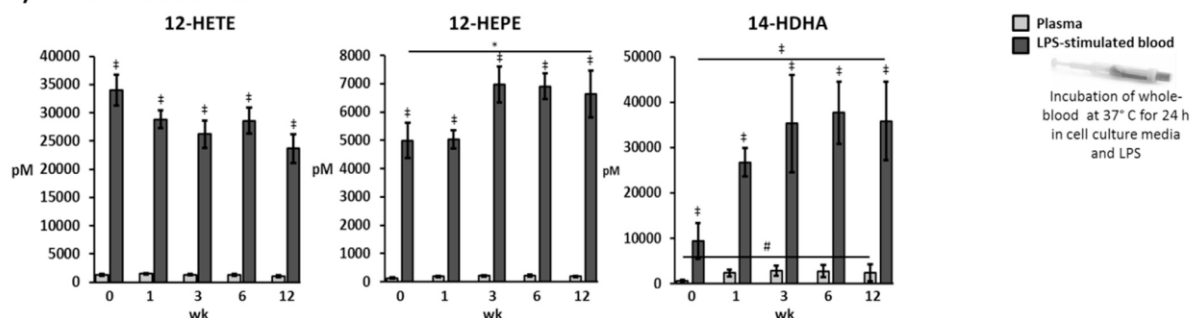 12-HETE
12-HEPE
14-HDHA
40000
35000
30000
25000
20000
15000
10000
5000
0
pM
‡ ‡ ‡ ‡ ‡
0 1 3 6 12
wk
8000
7000
6000
5000
4000
3000
2000
1000
0
pM
*
‡ ‡ ‡ ‡ ‡
0 1 3 6 12
wk
50000
40000
30000
20000
10000
0
pM
‡
‡ ‡ ‡ ‡ ‡
#
0 1 3 6 12
wk
Plasma
LPS-stimulated blood
Incubation of whole-
blood at 37° C for 24 h
in cell culture media
and LPS